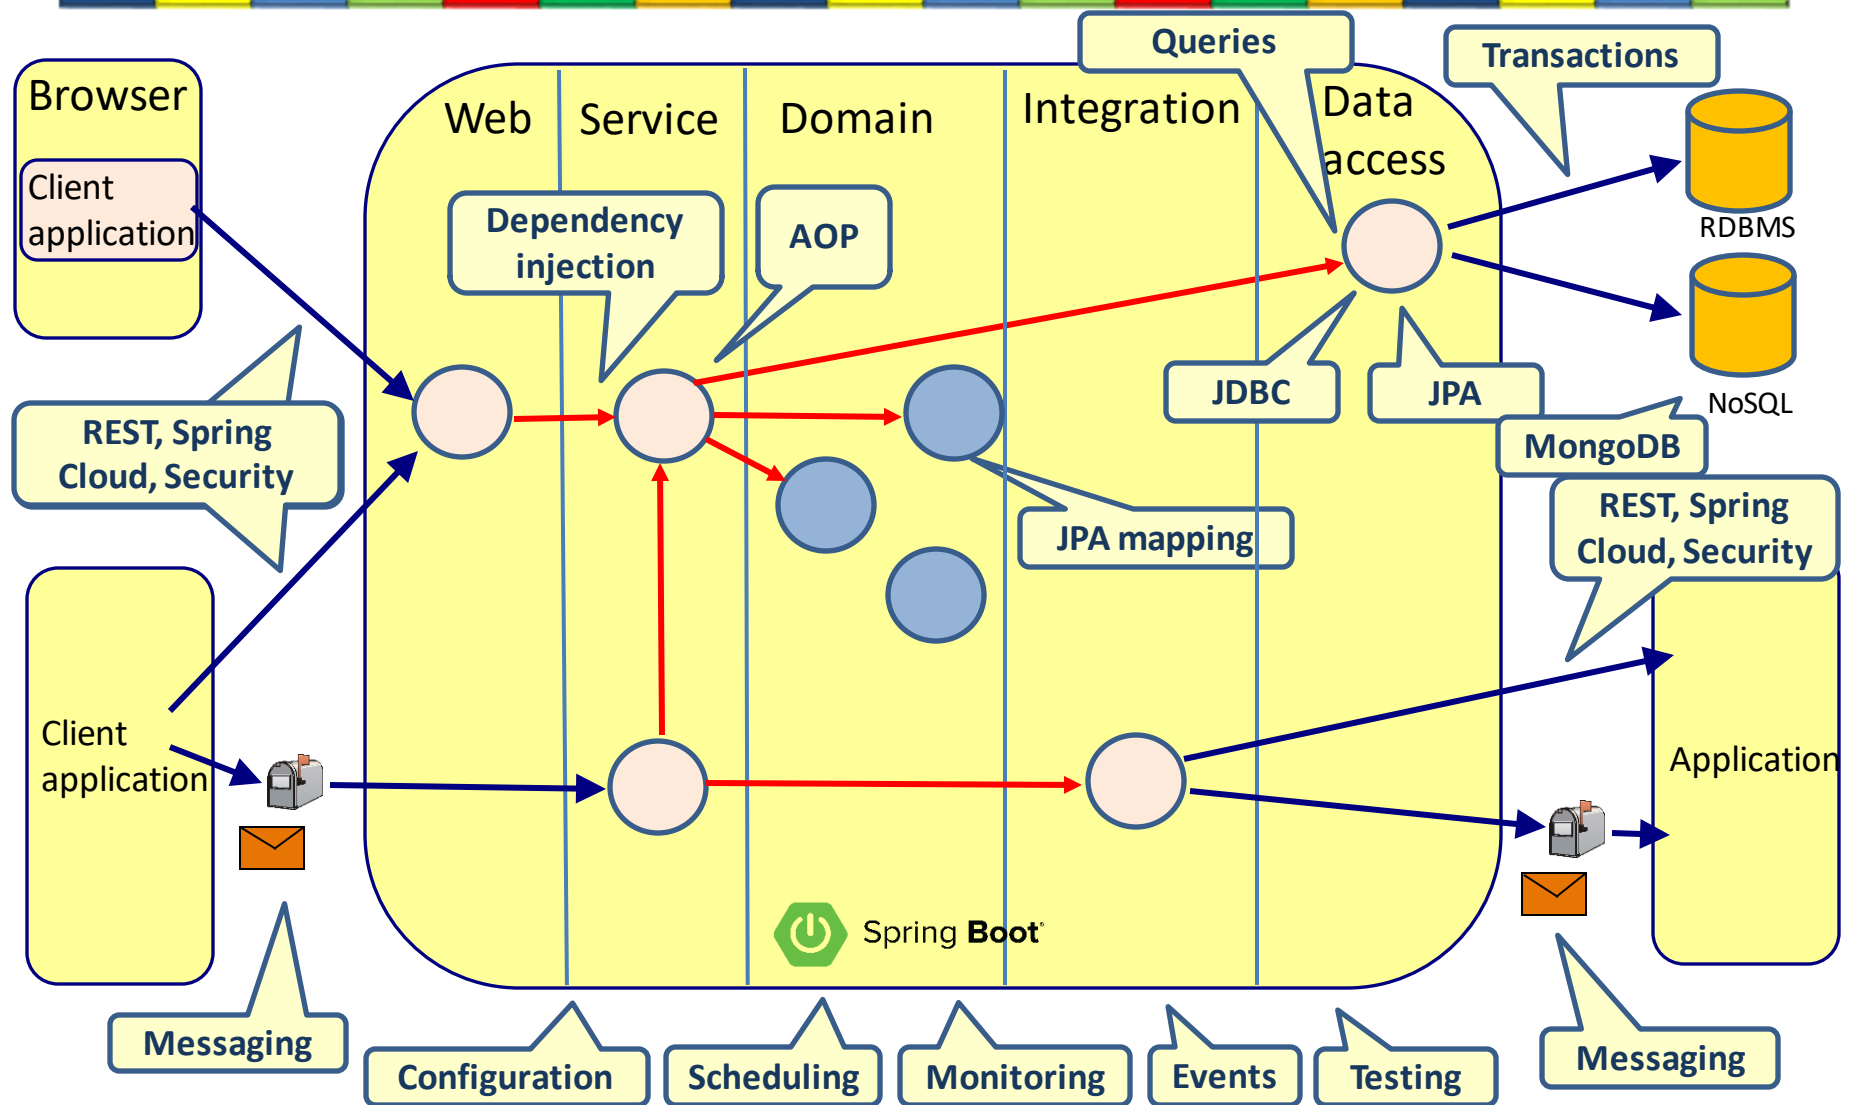 Queries
Transactions
Browser
Web
Service
Domain
Integration
Data
access
Client
application
Dependency
injection
AOP
RDBMS
JDBC
JPA
NoSQL
MongoDB
REST, Spring
Cloud, Security
REST, Spring
Cloud, Security
JPA mapping
Client
application
Application
Spring Boot
Messaging
Configuration
Scheduling
Monitoring
Events
Testing
Messaging